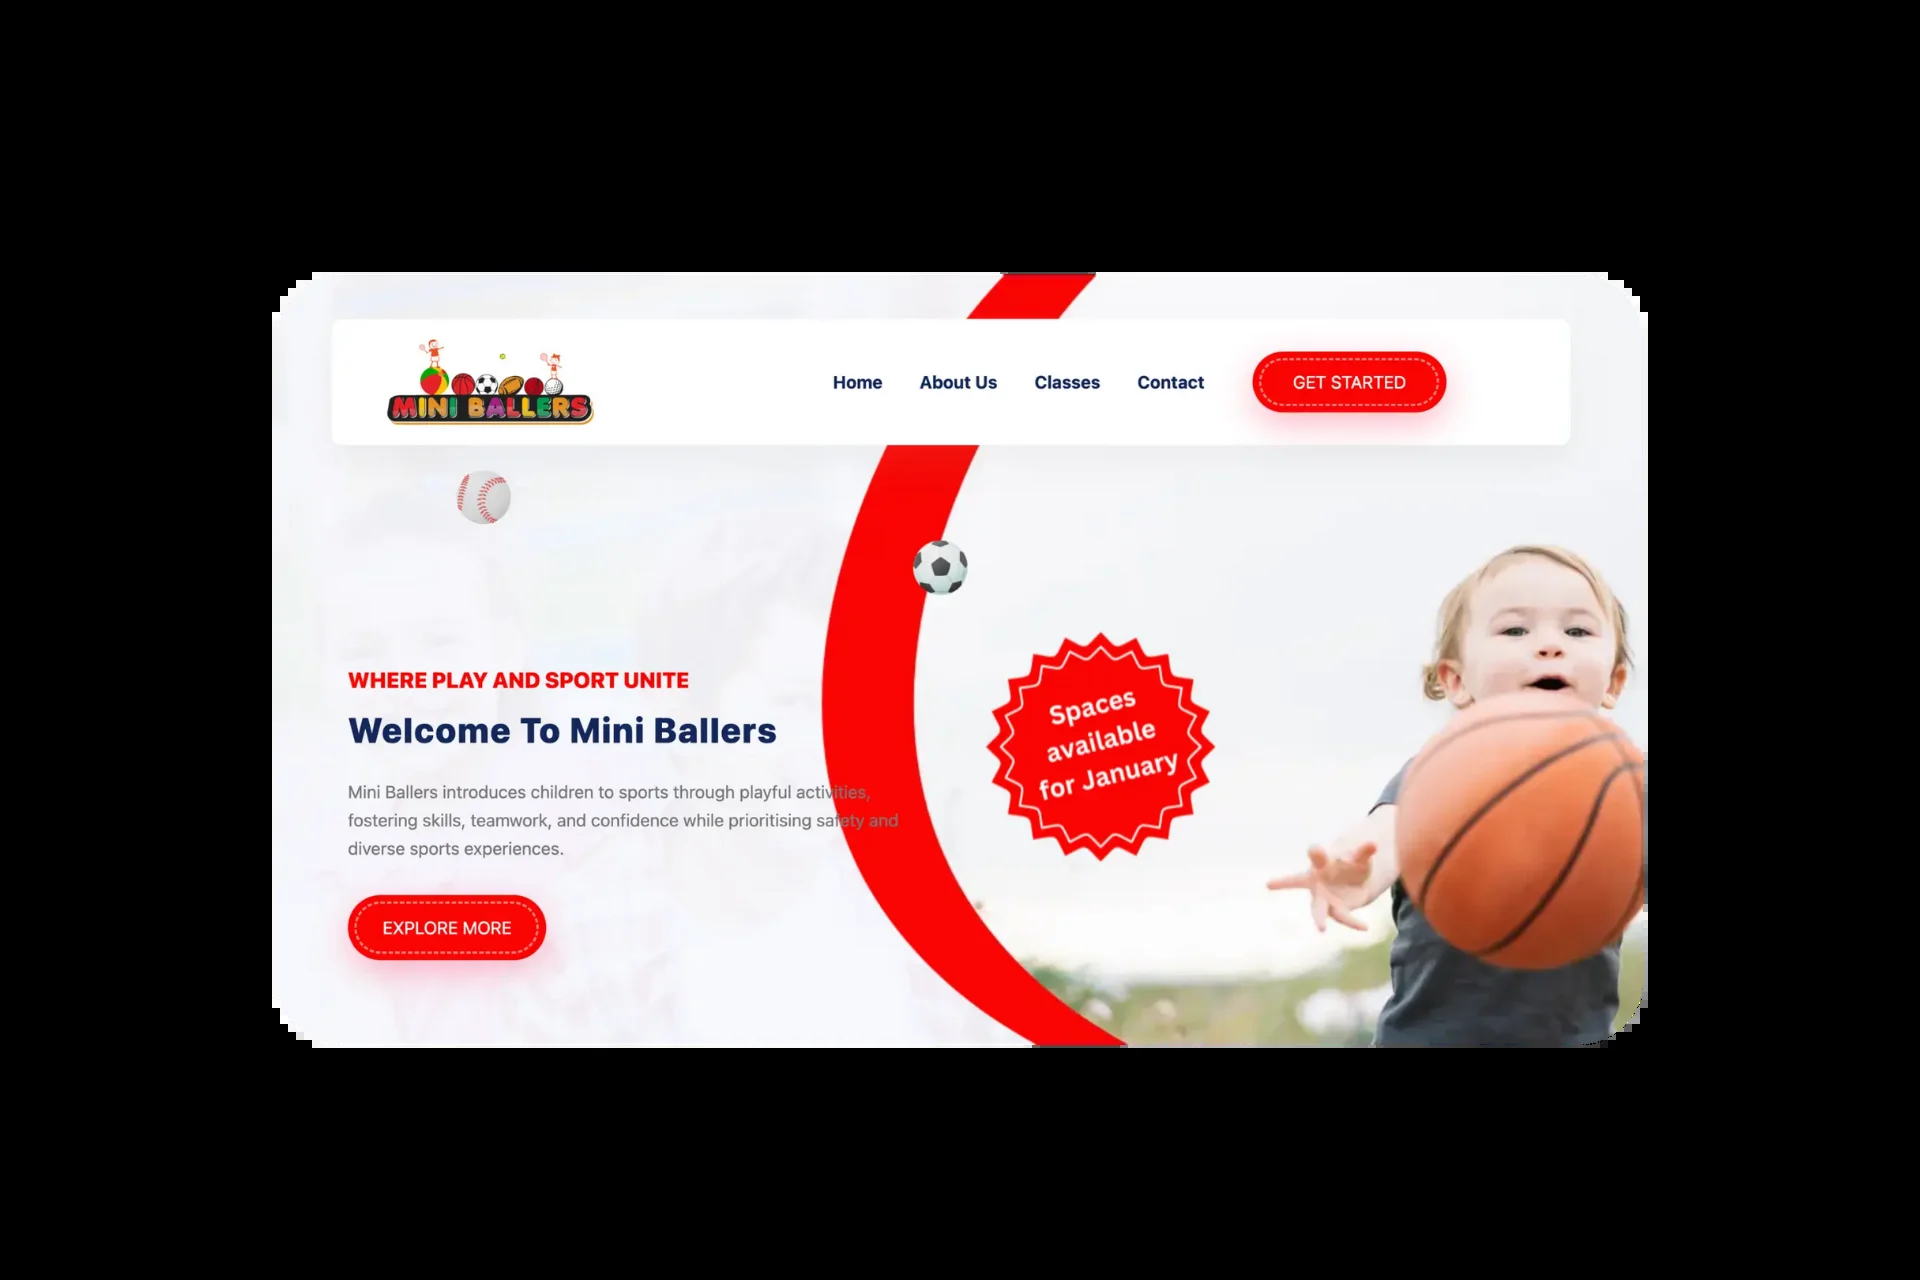 MINI BALLERS
Home About Us Classes Contact GET STARTED
WHERE PLAY AND SPORT UNITE
Welcome To Mini Ballers
Mini Ballers introduces children to sports through playful activities,
fostering skills, teamwork, and confidence while prioritising safety and
diverse sports experiences.
EXPLORE MORE
Spaces
available
for January